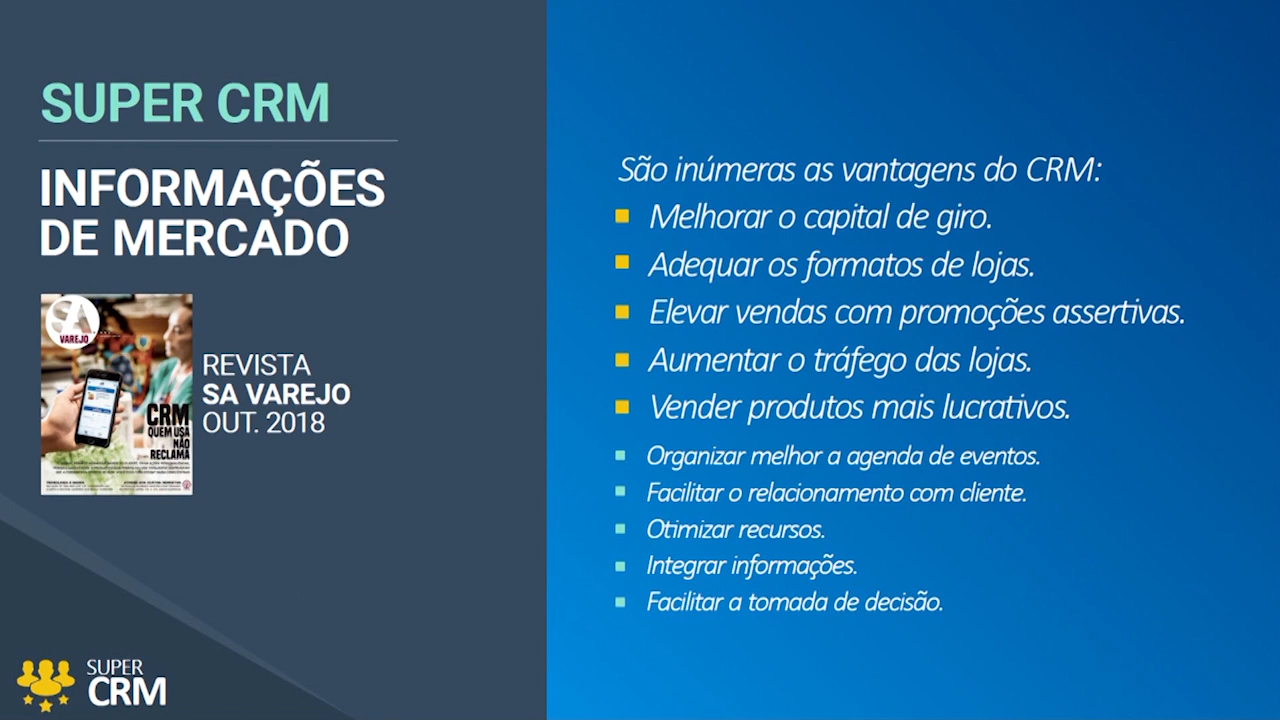 SUPER CRM
INFORMAÇÕES
DE MERCADO
SA
VAREJO
CRM
QUEM USA
NÃO
RECLAMA
REVISTA
SA VAREJO
OUT. 2018
SUPER
CRM
São inúmeras as vantagens do CRM:
Melhorar o capital de giro.
Adequar os formatos de lojas.
Elevar vendas com promoções assertivas.
Aumentar o tráfego das lojas.
Vender produtos mais lucrativos.
Organizar melhor a agenda de eventos.
Facilitar o relacionamento com cliente.
Otimizar recursos.
Integrar informações.
Facilitar a tomada de decisão.